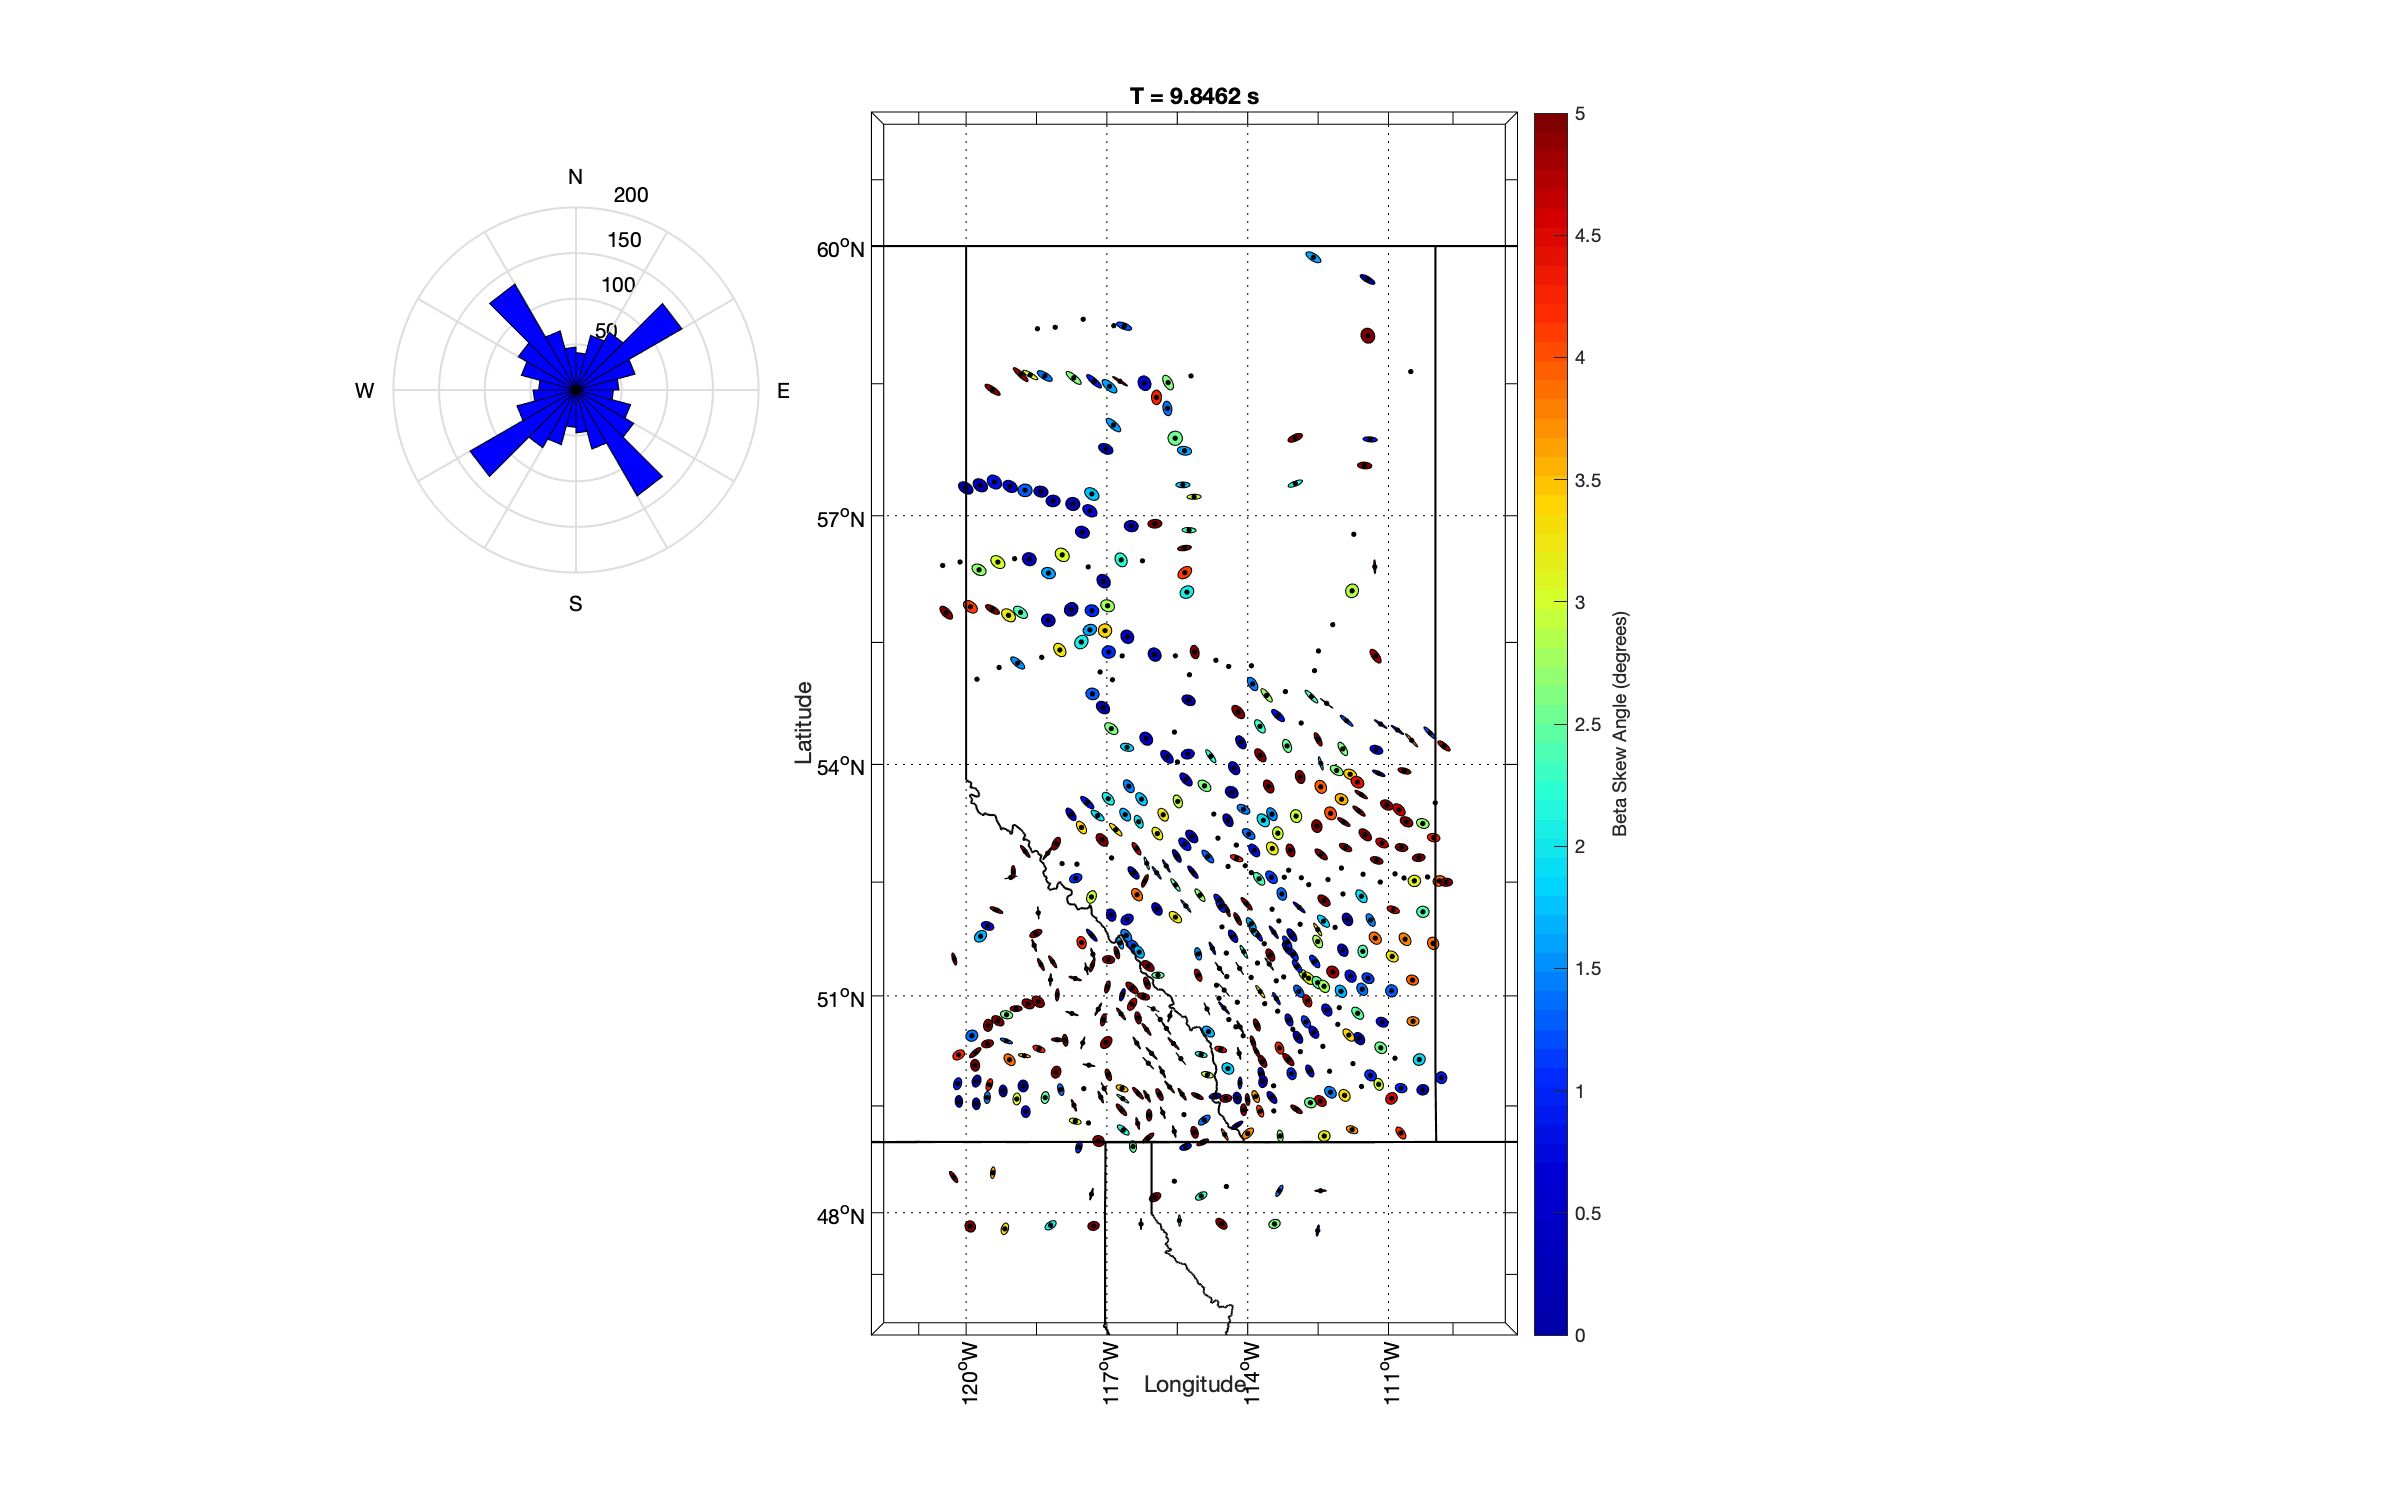 T = 9.8462 s
N
200
150
100
50
W
E
S
60°N
57°N
54°N
51°N
48°N
Latitude
120°W
117°W
114°W
111°W
Longitude
5
4.5
4
3.5
3
2.5
2
1.5
1
0.5
0
Beta Skew Angle (degrees)